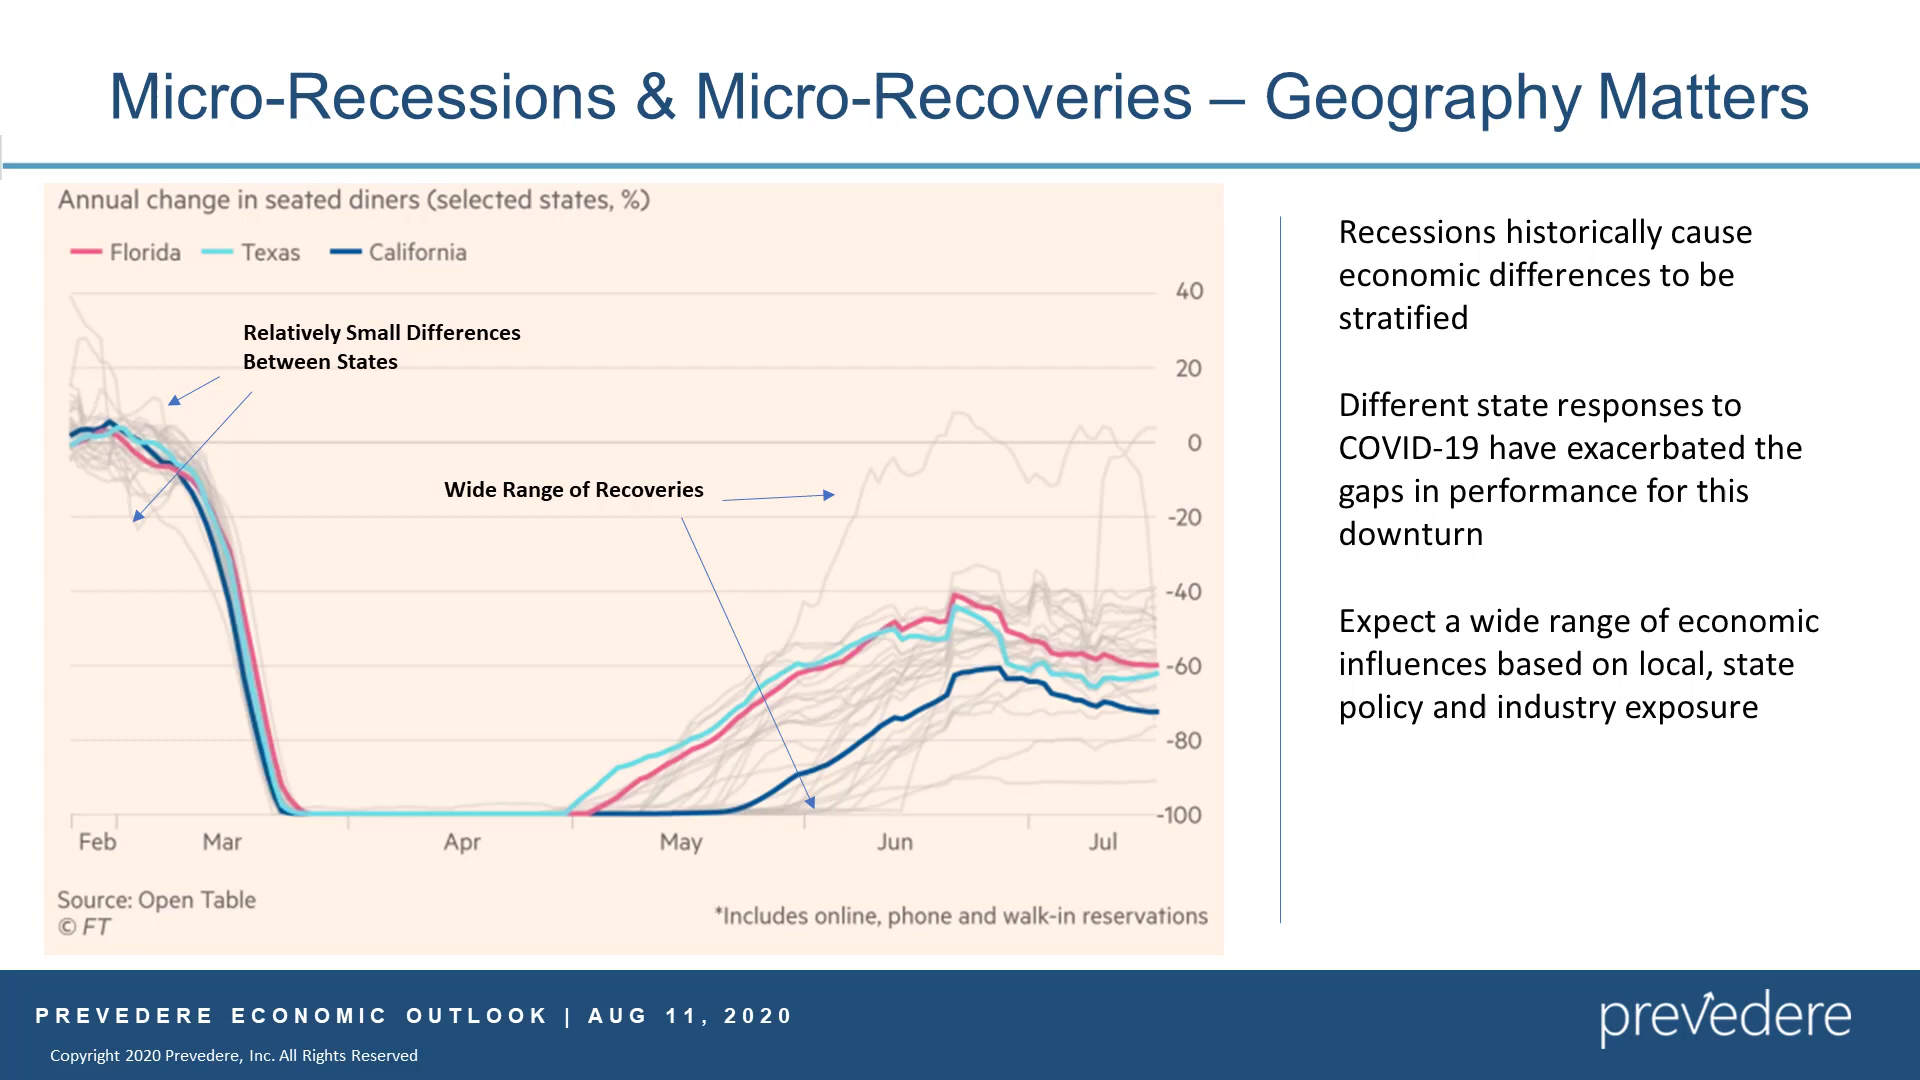 Micro-Recessions & Micro-Recoveries – Geography Matters
Annual change in seated diners (selected states, %)
Florida Texas California
40
20
0
-20
-40
-60
-80
-100
Relatively Small Differences
Between States
Wide Range of Recoveries
Feb Mar Apr May Jun Jul
Source: Open Table
© FT
*Includes online, phone and walk-in reservations
Recessions historically cause
economic differences to be
stratified
Different state responses to
COVID-19 have exacerbated the
gaps in performance for this
downturn
Expect a wide range of economic
influences based on local, state
policy and industry exposure
PREVEDERE ECONOMIC OUTLOOK | AUG 11, 2020
Copyright 2020 Prevedere, Inc. All Rights Reserved
prevedere